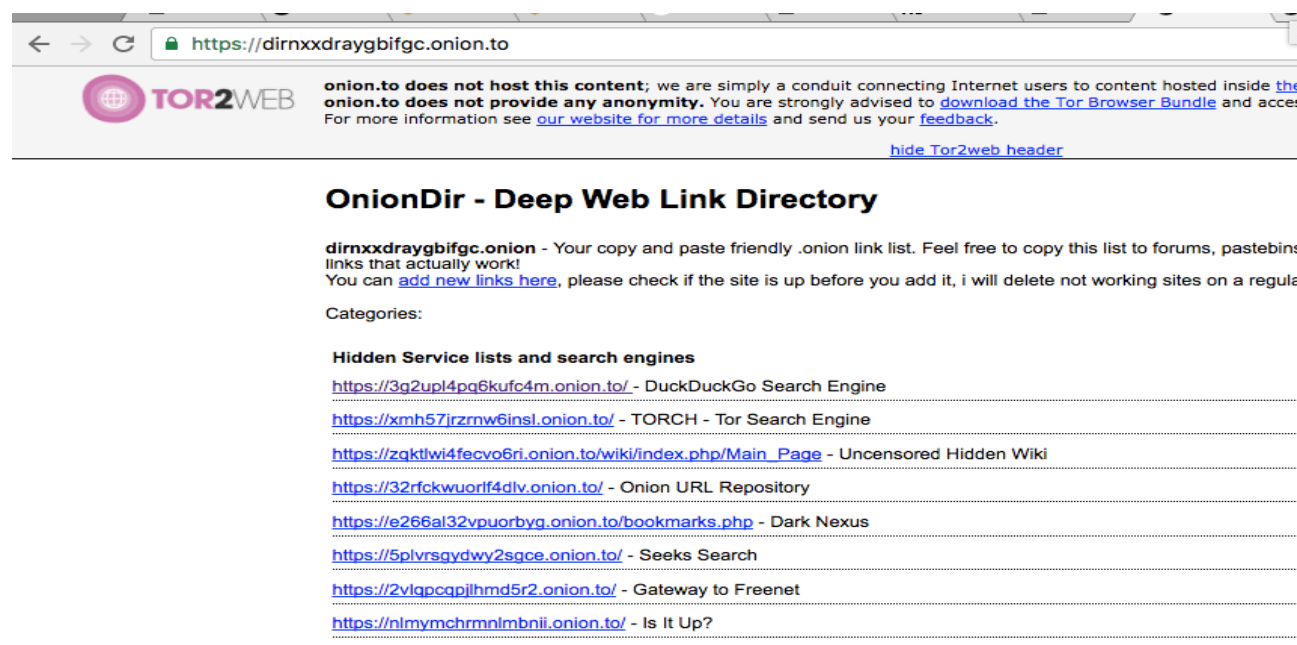 https://dirnxxdraygbifgc.onion.to
TOR2WEB
onion.to does not host this content; we are simply a conduit connecting Internet users to content hosted inside the
onion.to does not provide any anonymity. You are strongly advised to download the Tor Browser Bundle and acces
For more information see our website for more details and send us your feedback.
hide Tor2web header
OnionDir - Deep Web Link Directory
dirnxxdraygbifgc.onion - Your copy and paste friendly .onion link list. Feel free to copy this list to forums, pastebins
links that actually work!
You can add new links here, please check if the site is up before you add it, i will delete not working sites on a regula
Categories:
Hidden Service lists and search engines
https://3g2upl4pq6kufc4m.onion.to/ - DuckDuckGo Search Engine
https://xmh57jrzrnw6insl.onion.to/ - TORCH - Tor Search Engine
https://zqktlwi4fecvo6ri.onion.to/wiki/index.php/Main_Page - Uncensored Hidden Wiki
https://32rfckwuorlf4dlv.onion.to/ - Onion URL Repository
https://e266al32vpuorbyg.onion.to/bookmarks.php - Dark Nexus
https://5plvrsgydwy2sgce.onion.to/ - Seeks Search
https://2vlqpcqpjlhmd5r2.onion.to/ - Gateway to Freenet
https://nlmymchrmnlmbnii.onion.to/ - Is It Up?